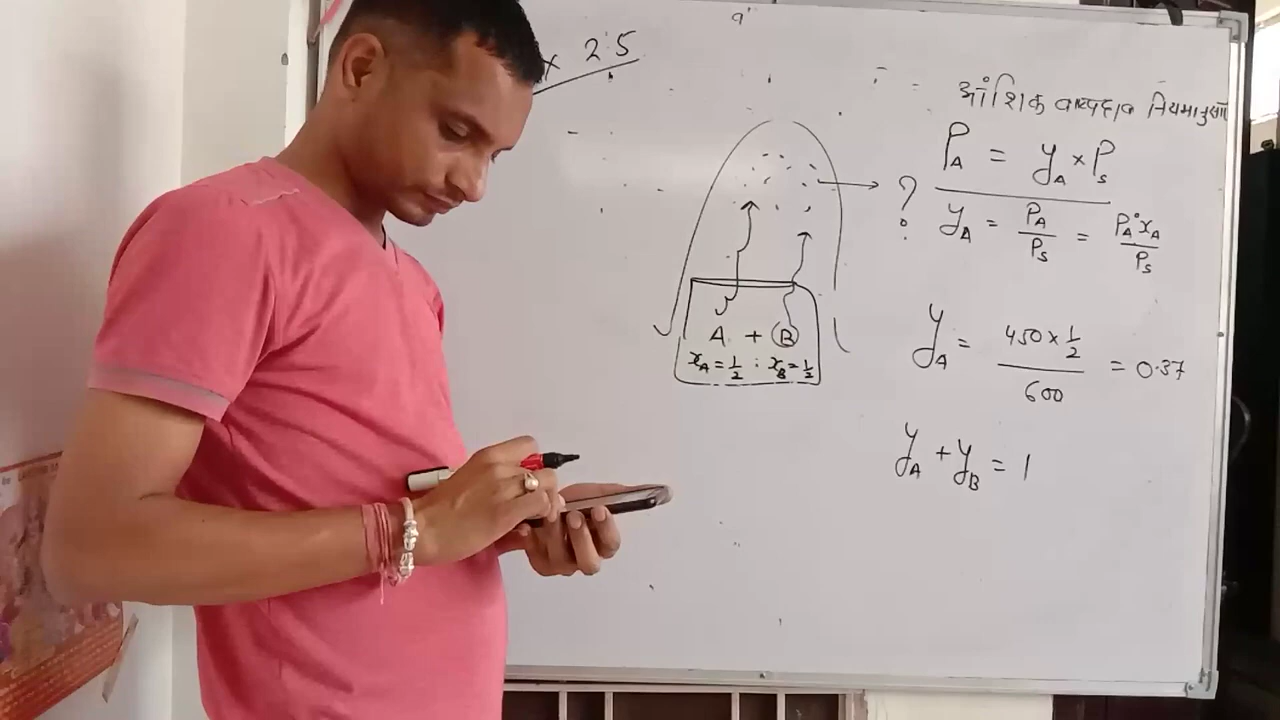 x 2.5
आंशिक वाष्पदाब नियमानुसार
P_A = y_A × P_S
?
y_A = P_A / P_S = P_A° x_A / P_S
A + B
x_A = 1/2 : x_B = 1/2
y_A = 450 × 1/2 / 600 = 0.37
y_A + y_B = 1